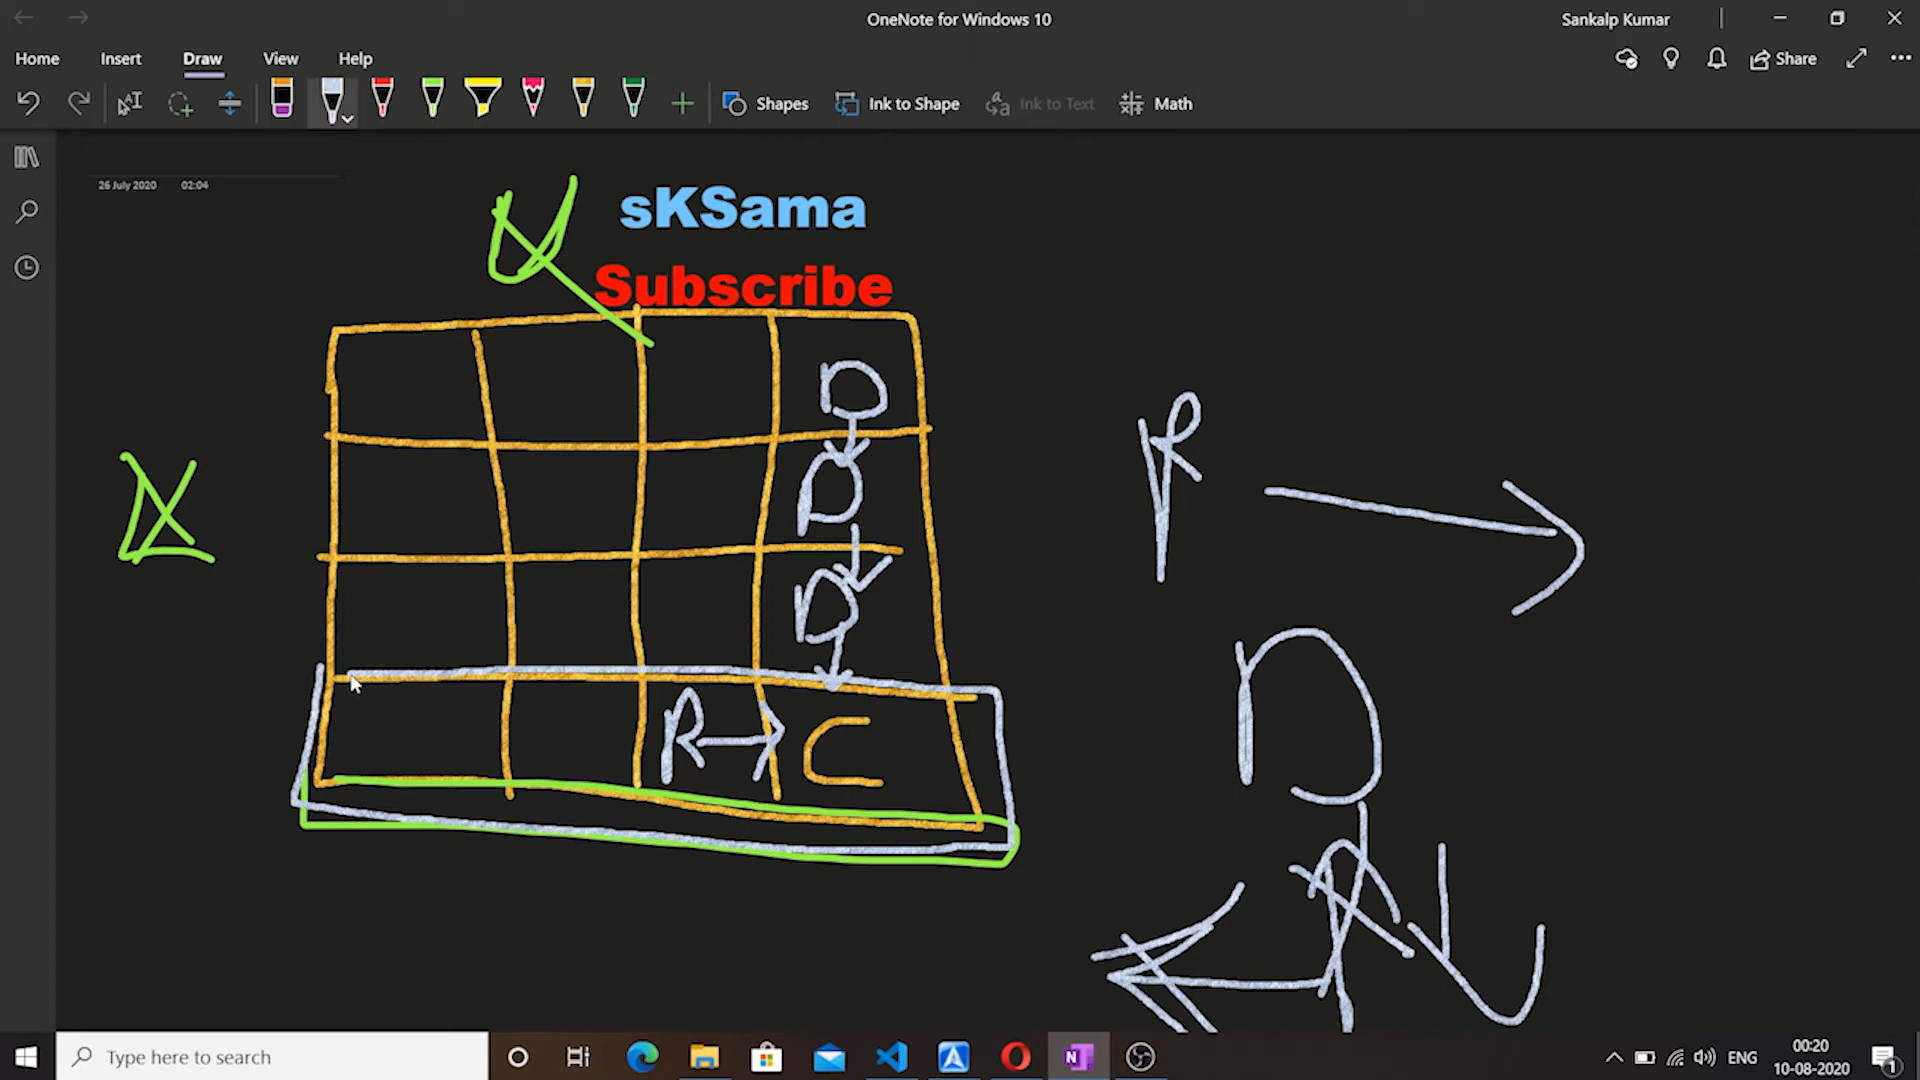 OneNote for Windows 10
Sankalp Kumar
Home Insert Draw View Help
Share
Shapes Ink to Shape Ink to Text Math
26 July 2020 02:04
sKSama
Subscribe
D
D
D
R C
R
D
Type here to search
N
ENG
00:20
10-08-2020
1